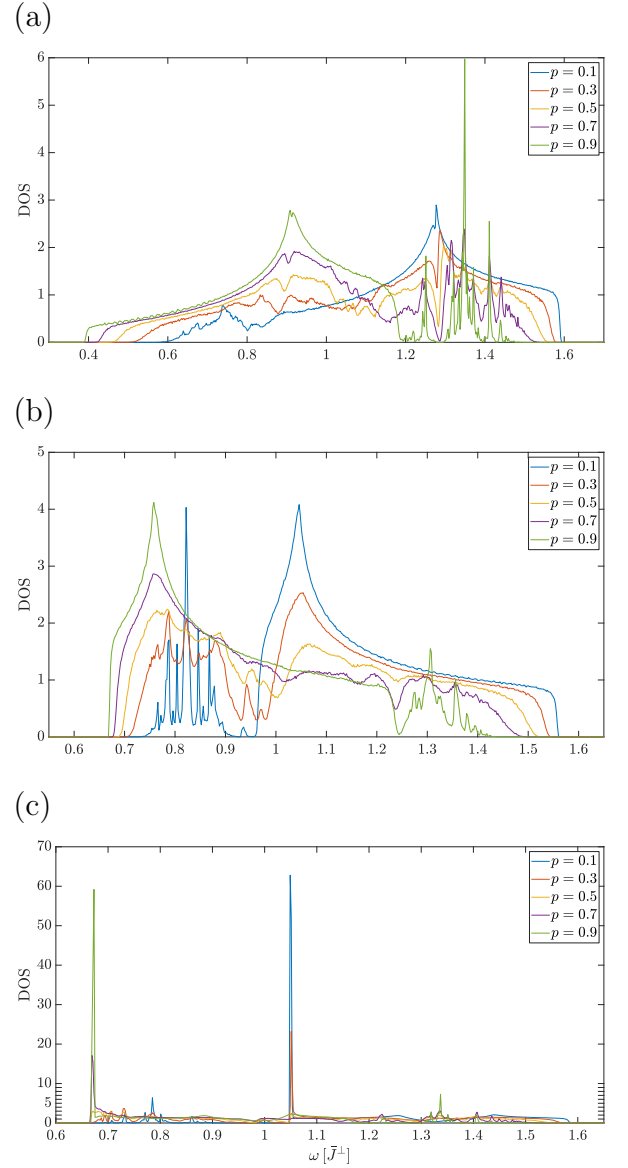 (a)
6
5
4
3
2
1
0
DOS
0.4 0.6 0.8 1 1.2 1.4 1.6
p = 0.1
p = 0.3
p = 0.5
p = 0.7
p = 0.9
(b)
5
4
3
2
1
0
DOS
0.6 0.7 0.8 0.9 1 1.1 1.2 1.3 1.4 1.5 1.6
p = 0.1
p = 0.3
p = 0.5
p = 0.7
p = 0.9
(c)
70
60
50
40
30
20
10
5
0
DOS
0.6 0.7 0.8 0.9 1 1.1 1.2 1.3 1.4 1.5 1.6
ω [J̄⊥]
p = 0.1
p = 0.3
p = 0.5
p = 0.7
p = 0.9